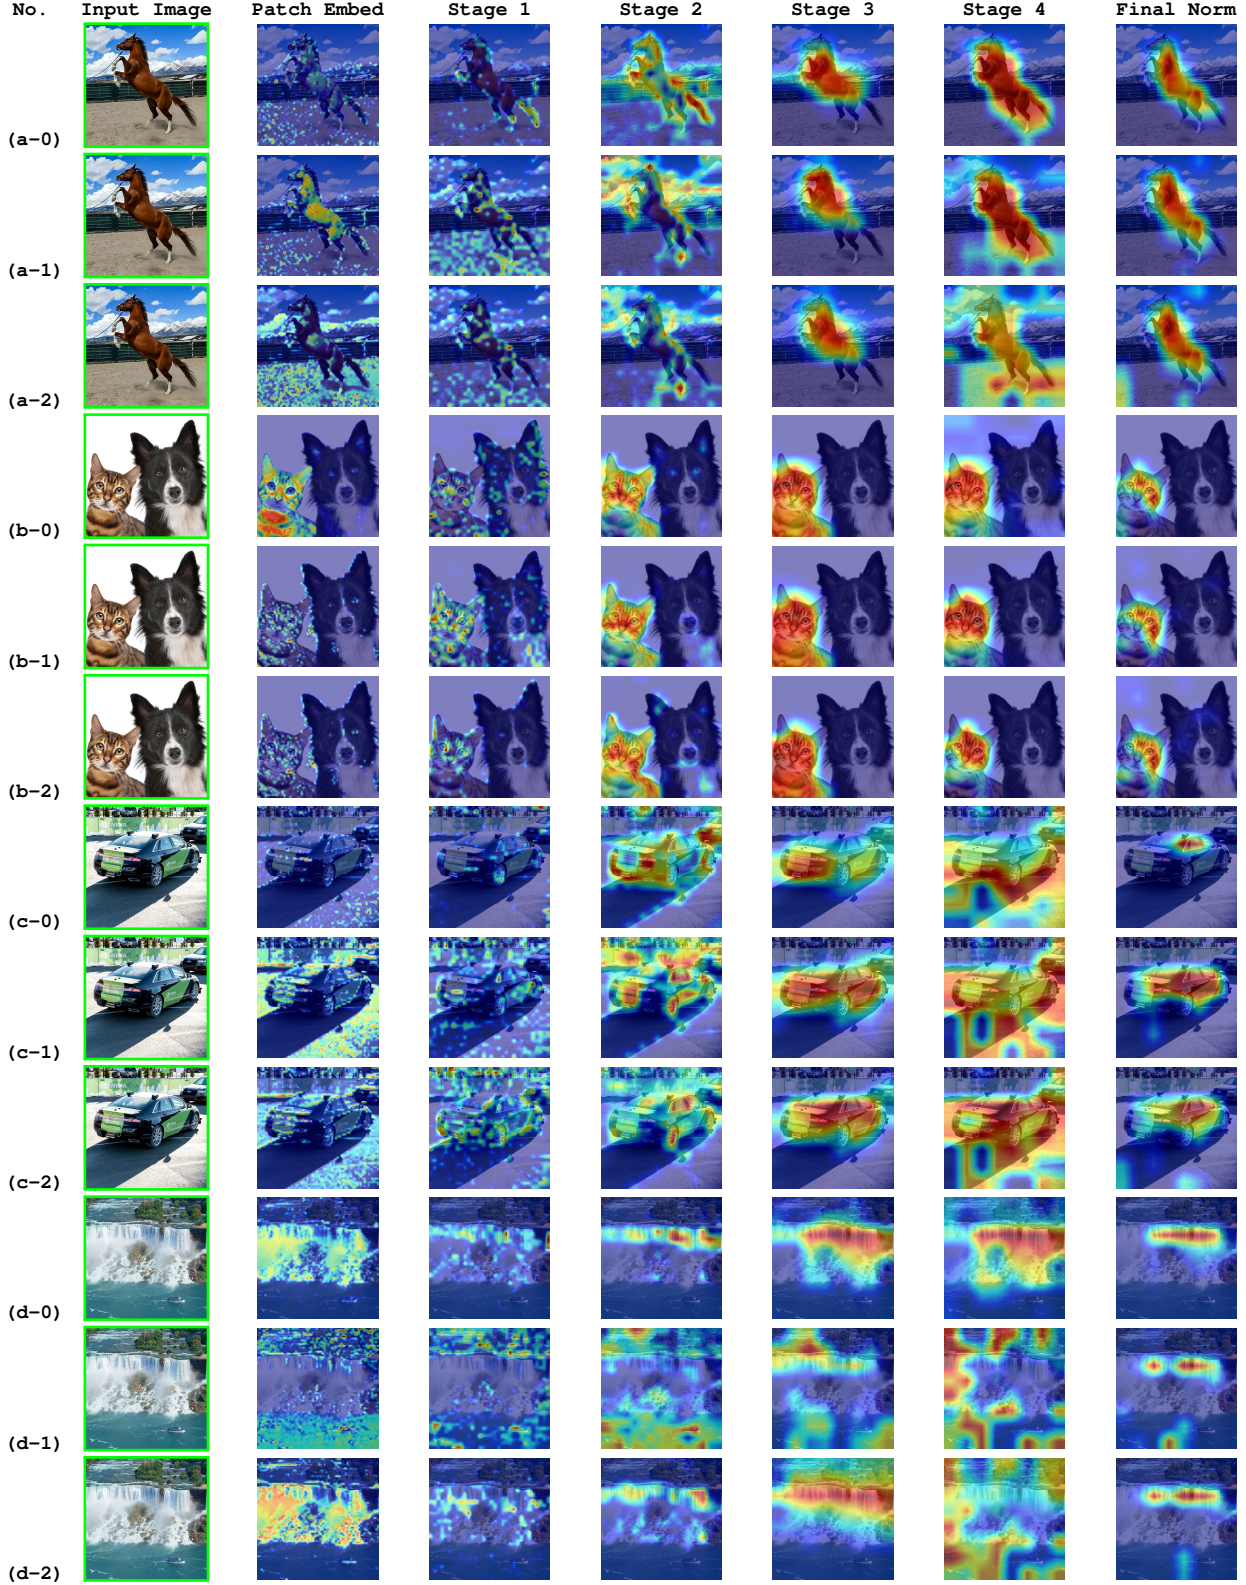 No. Input Image Patch Embed Stage 1 Stage 2 Stage 3 Stage 4 Final Norm
(a-0)
(a-1)
(a-2)
(b-0)
(b-1)
(b-2)
(c-0)
(c-1)
(c-2)
(d-0)
(d-1)
(d-2)